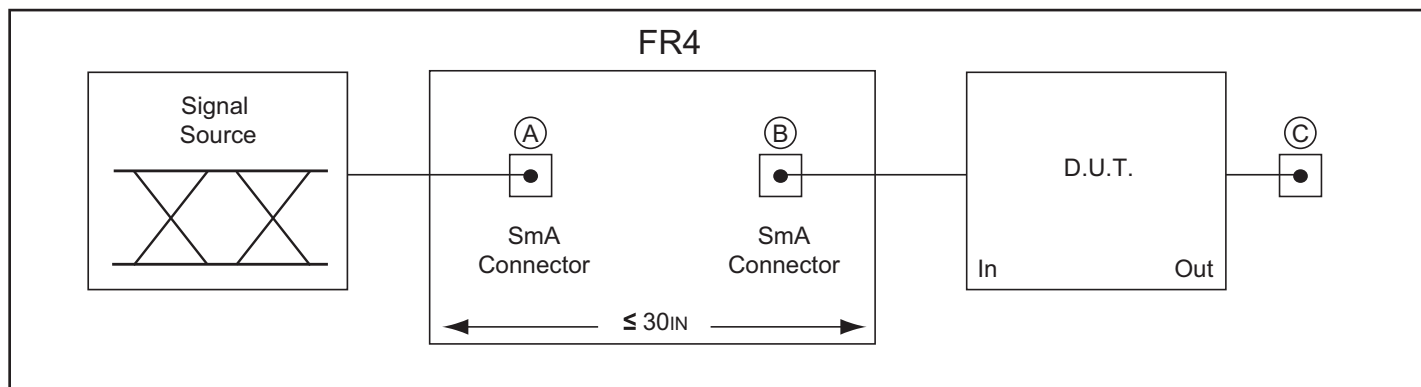 FR4
Signal
Source
A
SmA
Connector
B
SmA
Connector
≤ 30IN
D.U.T.
In
Out
C